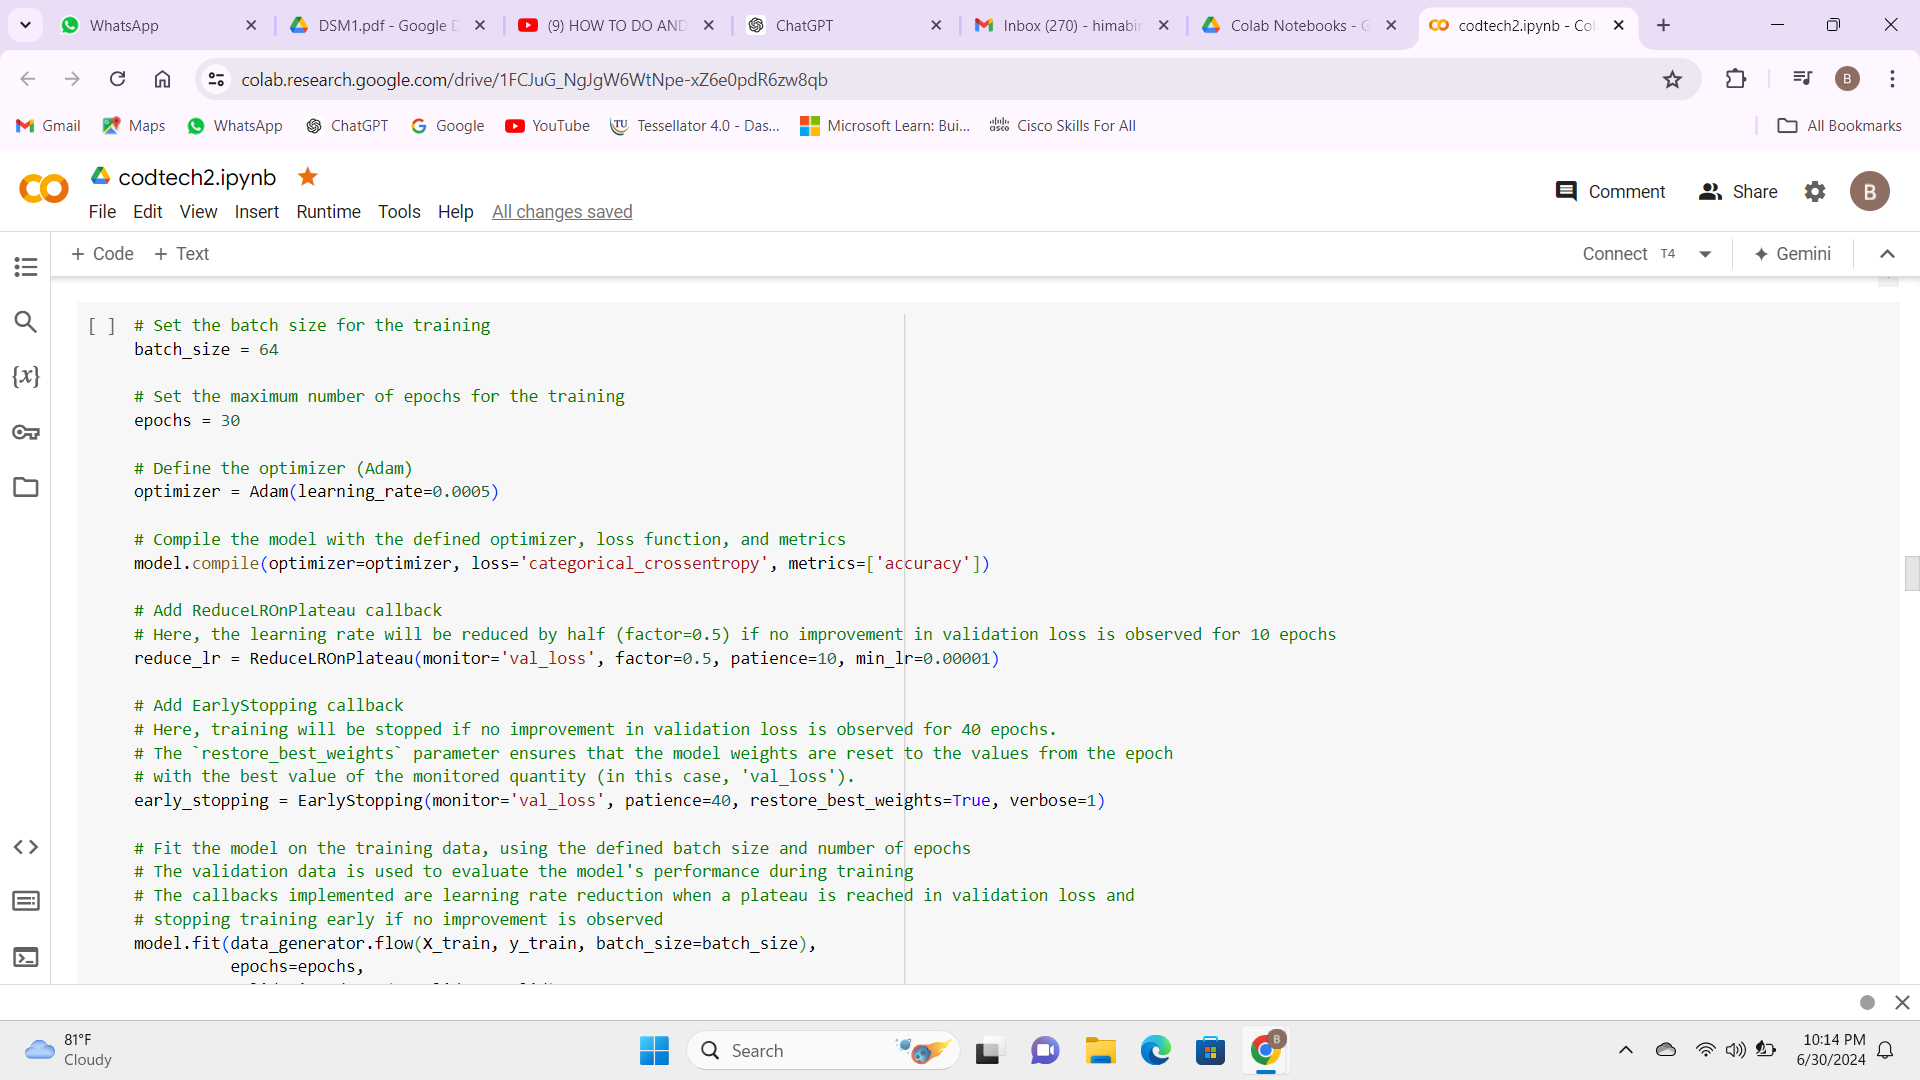 WhatsApp
DSM1.pdf - Google D
(9) HOW TO DO AND
ChatGPT
Inbox (270) - himabin
Colab Notebooks - G
codtech2.ipynb - Col
colab.research.google.com/drive/1FCJuG_NgJgW6WtNpe-xZ6e0pdR6zw8qb
B
Gmail
Maps
WhatsApp
ChatGPT
Google
YouTube
Tessellator 4.0 - Das...
Microsoft Learn: Bui...
Cisco Skills For All
All Bookmarks
codtech2.ipynb
File Edit View Insert Runtime Tools Help All changes saved
Comment
Share
B
+ Code + Text
Connect T4
Gemini
[ ] # Set the batch size for the training
batch_size = 64
# Set the maximum number of epochs for the training
epochs = 30
# Define the optimizer (Adam)
optimizer = Adam(learning_rate=0.0005)
# Compile the model with the defined optimizer, loss function, and metrics
model.compile(optimizer=optimizer, loss='categorical_crossentropy', metrics=['accuracy'])
# Add ReduceLROnPlateau callback
# Here, the learning rate will be reduced by half (factor=0.5) if no improvement in validation loss is observed for 10 epochs
reduce_lr = ReduceLROnPlateau(monitor='val_loss', factor=0.5, patience=10, min_lr=0.00001)
# Add EarlyStopping callback
# Here, training will be stopped if no improvement in validation loss is observed for 40 epochs.
# The `restore_best_weights` parameter ensures that the model weights are reset to the values from the epoch
# with the best value of the monitored quantity (in this case, 'val_loss').
early_stopping = EarlyStopping(monitor='val_loss', patience=40, restore_best_weights=True, verbose=1)
# Fit the model on the training data, using the defined batch size and number of epochs
# The validation data is used to evaluate the model's performance during training
# The callbacks implemented are learning rate reduction when a plateau is reached in validation loss and
# stopping training early if no improvement is observed
model.fit(data_generator.flow(X_train, y_train, batch_size=batch_size),
epochs=epochs,
81°F
Cloudy
Search
B
10:14 PM
6/30/2024